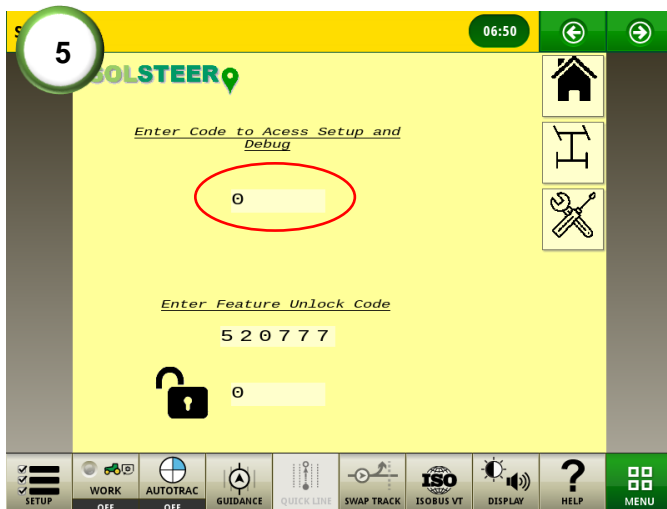 S
06:50
5
SOLSTEER
Enter Code to Acess Setup and
Debug
0
Enter Feature Unlock Code
520777
0
SETUP
WORK
OFF
AUTOTRAC
OFF
GUIDANCE
QUICK LINE
SWAP TRACK
ISO
ISOBUS VT
DISPLAY
?
HELP
MENU